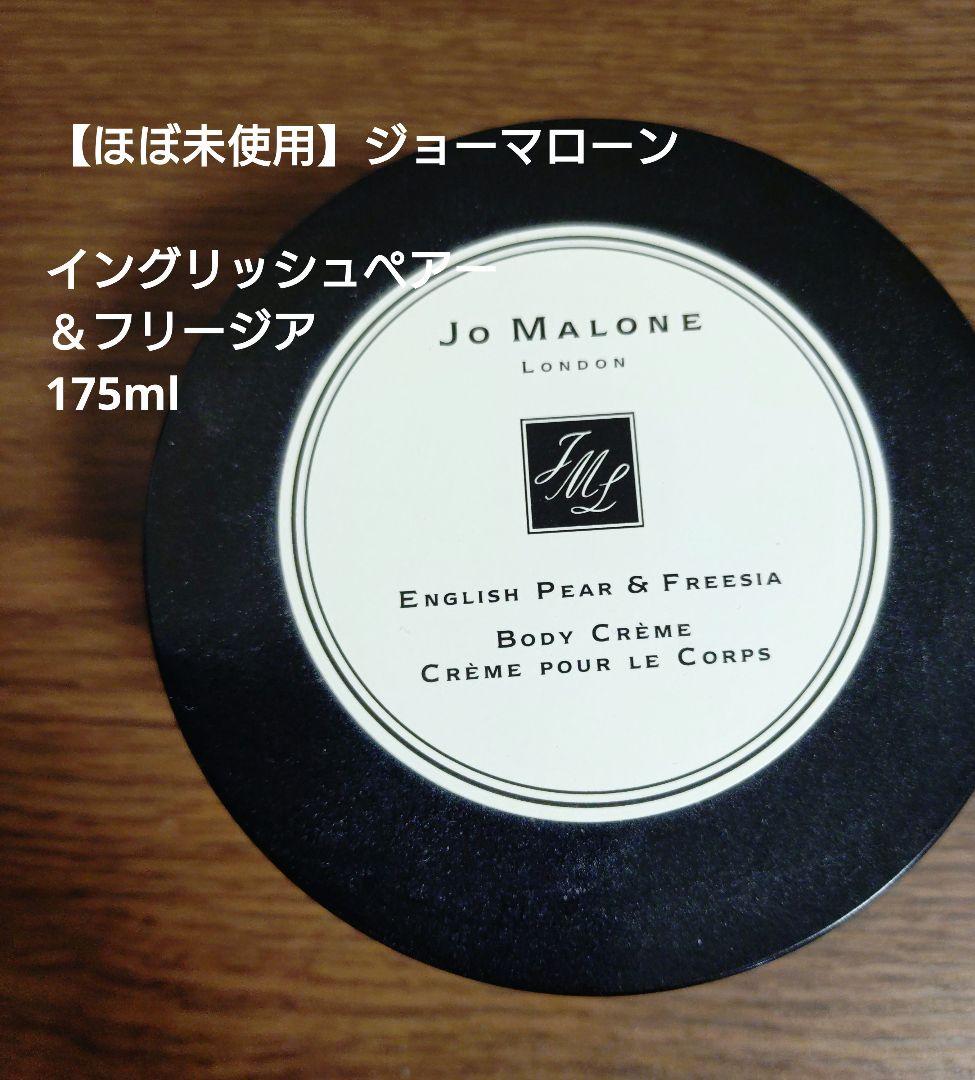 【ほぼ未使用】ジョーマローン
イングリッシュペアー
＆フリージア
175ml
JO MALONE
LONDON
JML
ENGLISH PEAR & FREESIA
BODY CRÈME
CRÈME POUR LE CORPS